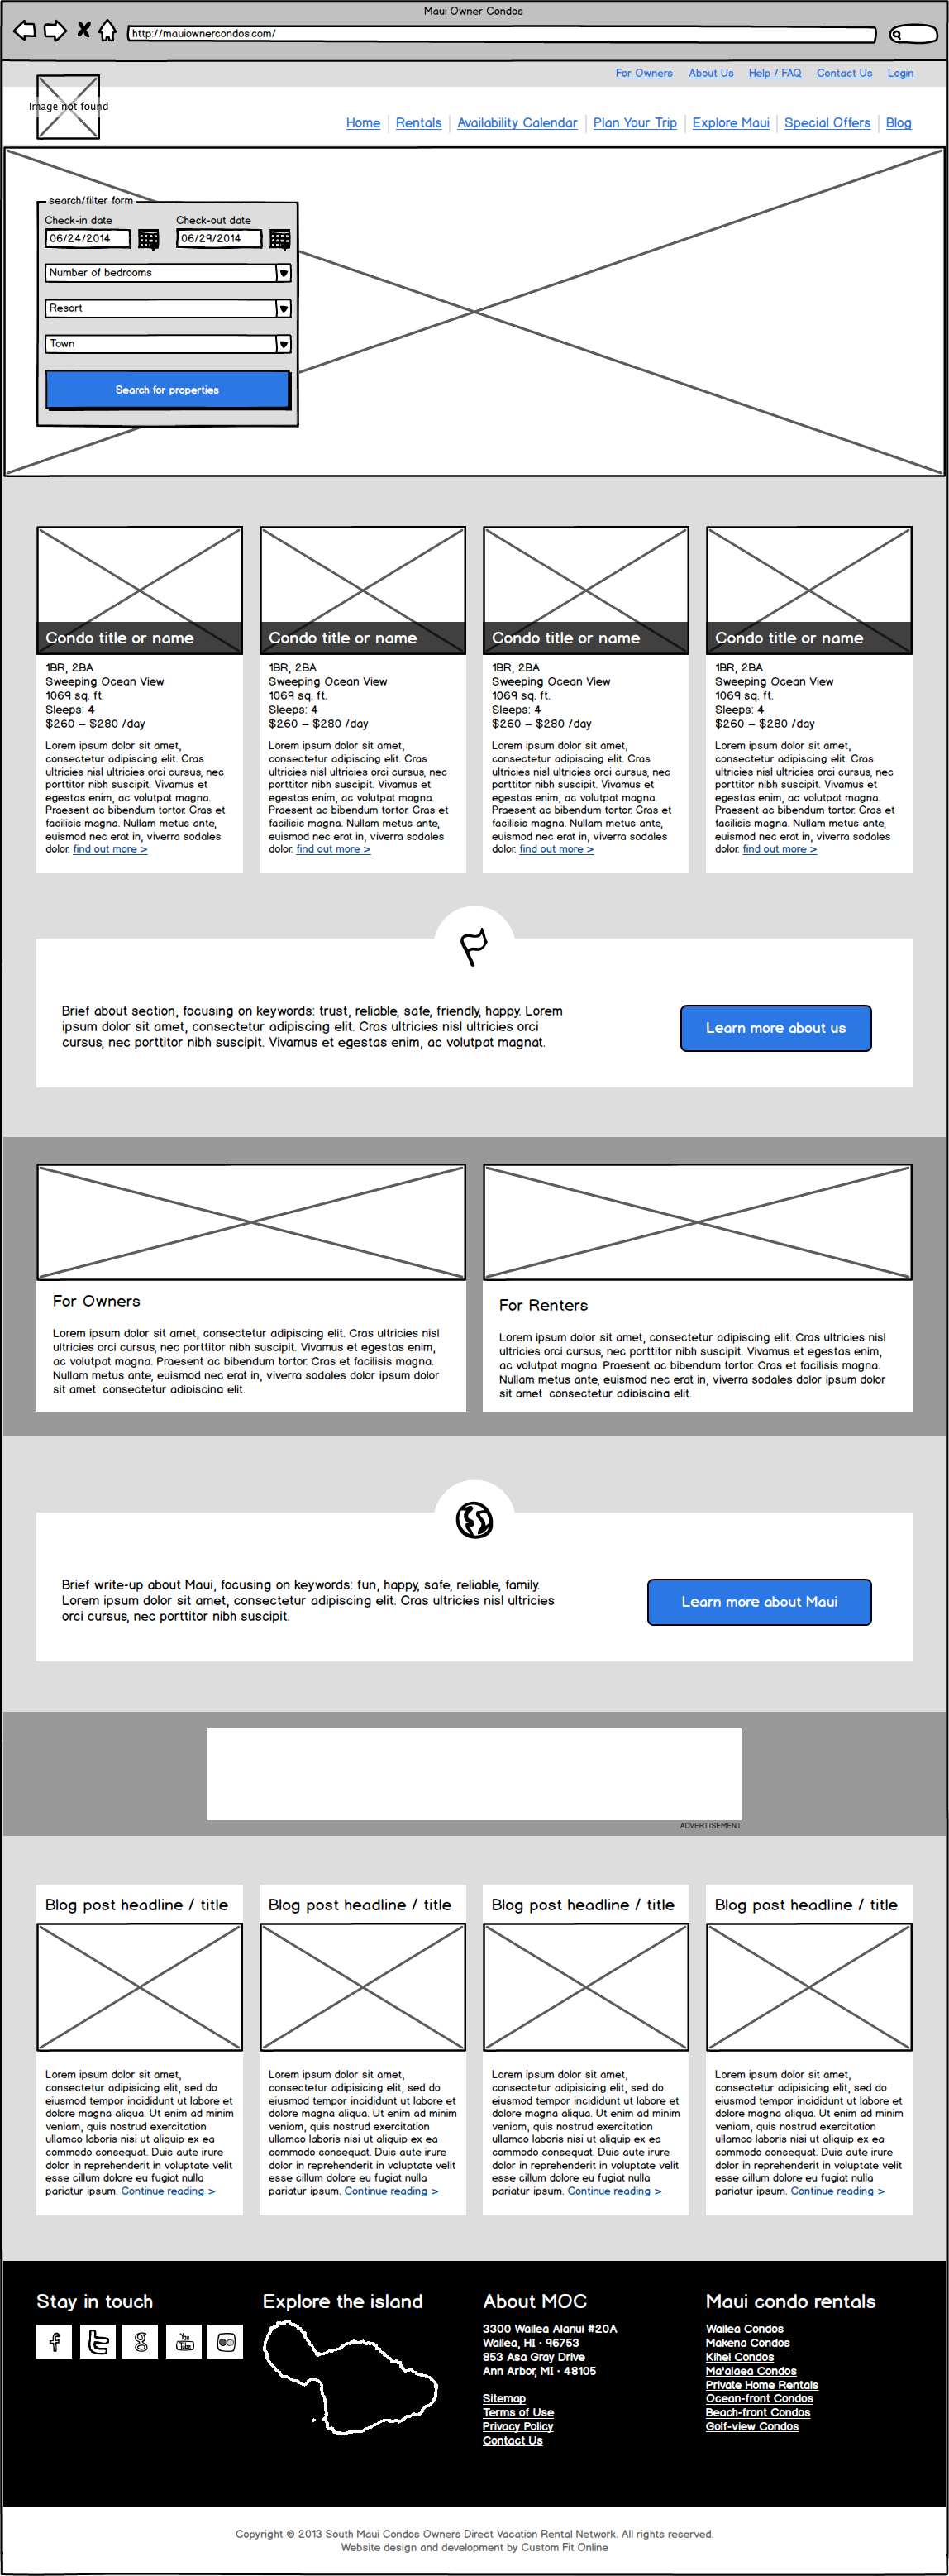 Maui Owner Condos
http://mauiownercondos.com/
For Owners About Us Help / FAQ Contact Us Login
Image not found
Home Rentals Availability Calendar Plan Your Trip Explore Maui Special Offers Blog
search/filter form
Check-in date Check-out date
06/24/2014 06/29/2014
Number of bedrooms
Resort
Town
Search for properties
Condo title or name
1BR, 2BA
Sweeping Ocean View
1069 sq. ft.
Sleeps: 4
$260 – $280 /day
Lorem ipsum dolor sit amet,
consectetur adipiscing elit. Cras
ultricies nisl ultricies orci cursus, nec
porttitor nibh suscipit. Vivamus et
egestas enim, ac volutpat magna.
Praesent ac bibendum tortor. Cras et
facilisis magna. Nullam metus ante,
euismod nec erat in, viverra sodales
dolor. find out more >
Condo title or name
1BR, 2BA
Sweeping Ocean View
1069 sq. ft.
Sleeps: 4
$260 – $280 /day
Lorem ipsum dolor sit amet,
consectetur adipiscing elit. Cras
ultricies nisl ultricies orci cursus, nec
porttitor nibh suscipit. Vivamus et
egestas enim, ac volutpat magna.
Praesent ac bibendum tortor. Cras et
facilisis magna. Nullam metus ante,
euismod nec erat in, viverra sodales
dolor. find out more >
Condo title or name
1BR, 2BA
Sweeping Ocean View
1069 sq. ft.
Sleeps: 4
$260 – $280 /day
Lorem ipsum dolor sit amet,
consectetur adipiscing elit. Cras
ultricies nisl ultricies orci cursus, nec
porttitor nibh suscipit. Vivamus et
egestas enim, ac volutpat magna.
Praesent ac bibendum tortor. Cras et
facilisis magna. Nullam metus ante,
euismod nec erat in, viverra sodales
dolor. find out more >
Condo title or name
1BR, 2BA
Sweeping Ocean View
1069 sq. ft.
Sleeps: 4
$260 – $280 /day
Lorem ipsum dolor sit amet,
consectetur adipiscing elit. Cras
ultricies nisl ultricies orci cursus, nec
porttitor nibh suscipit. Vivamus et
egestas enim, ac volutpat magna.
Praesent ac bibendum tortor. Cras et
facilisis magna. Nullam metus ante,
euismod nec erat in, viverra sodales
dolor. find out more >
Brief about section, focusing on keywords: trust, reliable, safe, friendly, happy. Lorem
ipsum dolor sit amet, consectetur adipiscing elit. Cras ultricies nisl ultricies orci
cursus, nec porttitor nibh suscipit. Vivamus et egestas enim, ac volutpat magnat.
Learn more about us
For Owners
Lorem ipsum dolor sit amet, consectetur adipiscing elit. Cras ultricies nisl
ultricies orci cursus, nec porttitor nibh suscipit. Vivamus et egestas enim,
ac volutpat magna. Praesent ac bibendum tortor. Cras et facilisis magna.
Nullam metus ante, euismod nec erat in, viverra sodales dolor ipsum dolor
sit amet, consectetur adipiscing elit.
For Renters
Lorem ipsum dolor sit amet, consectetur adipiscing elit. Cras ultricies nisl
ultricies orci cursus, nec porttitor nibh suscipit. Vivamus et egestas enim,
ac volutpat magna. Praesent ac bibendum tortor. Cras et facilisis magna.
Nullam metus ante, euismod nec erat in, viverra sodales dolor ipsum dolor
sit amet, consectetur adipiscing elit.
Brief write-up about Maui, focusing on keywords: fun, happy, safe, reliable, family.
Lorem ipsum dolor sit amet, consectetur adipiscing elit. Cras ultricies nisl ultricies
orci cursus, nec porttitor nibh suscipit.
Learn more about Maui
ADVERTISEMENT
Blog post headline / title
Lorem ipsum dolor sit amet,
consectetur adipisicing elit, sed do
eiusmod tempor incididunt ut labore et
dolore magna aliqua. Ut enim ad minim
veniam, quis nostrud exercitation
ullamco laboris nisi ut aliquip ex ea
commodo consequat. Duis aute irure
dolor in reprehenderit in voluptate velit
esse cillum dolore eu fugiat nulla
pariatur ipsum. Continue reading >
Blog post headline / title
Lorem ipsum dolor sit amet,
consectetur adipisicing elit, sed do
eiusmod tempor incididunt ut labore et
dolore magna aliqua. Ut enim ad minim
veniam, quis nostrud exercitation
ullamco laboris nisi ut aliquip ex ea
commodo consequat. Duis aute irure
dolor in reprehenderit in voluptate velit
esse cillum dolore eu fugiat nulla
pariatur ipsum. Continue reading >
Blog post headline / title
Lorem ipsum dolor sit amet,
consectetur adipisicing elit, sed do
eiusmod tempor incididunt ut labore et
dolore magna aliqua. Ut enim ad minim
veniam, quis nostrud exercitation
ullamco laboris nisi ut aliquip ex ea
commodo consequat. Duis aute irure
dolor in reprehenderit in voluptate velit
esse cillum dolore eu fugiat nulla
pariatur ipsum. Continue reading >
Blog post headline / title
Lorem ipsum dolor sit amet,
consectetur adipisicing elit, sed do
eiusmod tempor incididunt ut labore et
dolore magna aliqua. Ut enim ad minim
veniam, quis nostrud exercitation
ullamco laboris nisi ut aliquip ex ea
commodo consequat. Duis aute irure
dolor in reprehenderit in voluptate velit
esse cillum dolore eu fugiat nulla
pariatur ipsum. Continue reading >
Stay in touch
f t g You Tube
Explore the island
About MOC
3300 Wailea Alanui #20A
Wailea, HI · 96753
853 Asa Gray Drive
Ann Arbor, MI · 48105
Sitemap
Terms of Use
Privacy Policy
Contact Us
Maui condo rentals
Wailea Condos
Makena Condos
Kihei Condos
Ma'alaea Condos
Private Home Rentals
Ocean-front Condos
Beach-front Condos
Golf-view Condos
Copyright © 2013 South Maui Condos Owners Direct Vacation Rental Network. All rights reserved.
Website design and development by Custom Fit Online